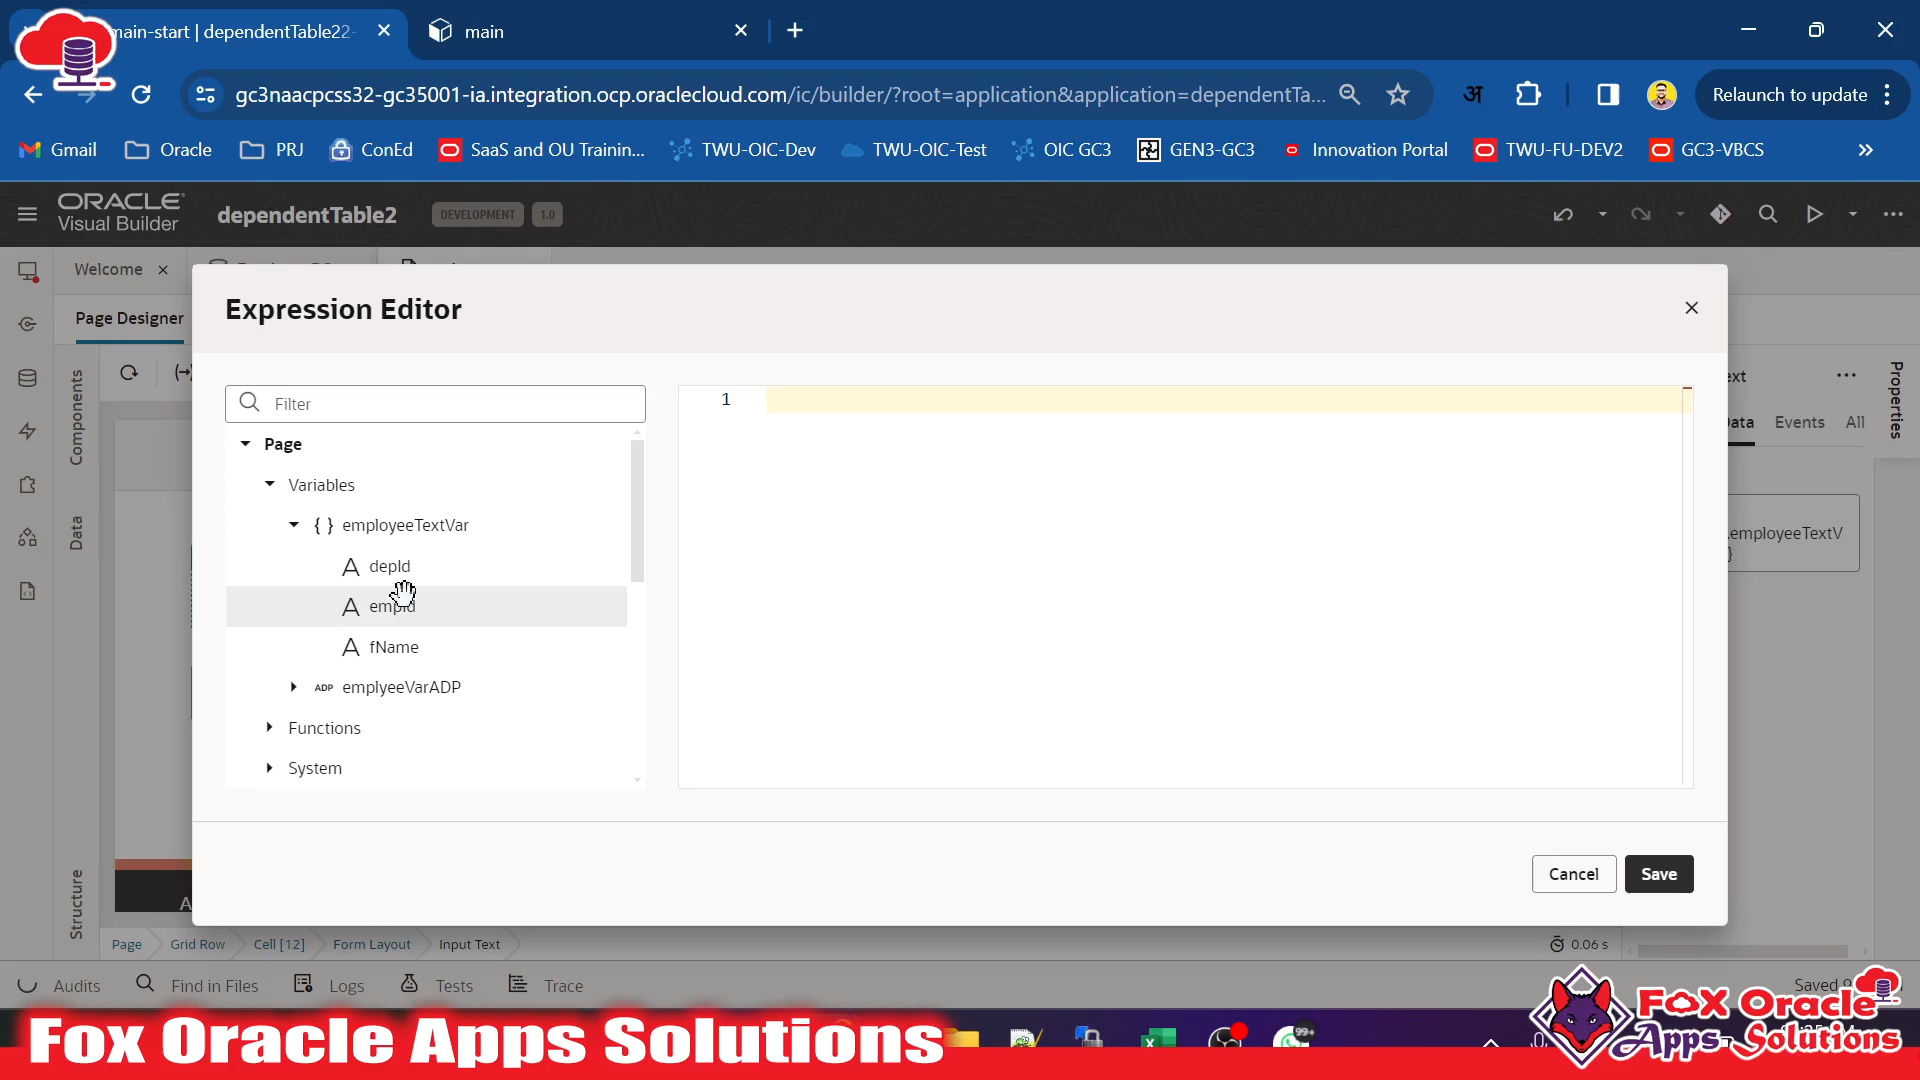 main-start | dependentTable22-
main
gc3naacpcss32-gc35001-ia.integration.ocp.oraclecloud.com/ic/builder/?root=application&application=dependentTa...
Relaunch to update
Gmail
Oracle
PRJ
ConEd
SaaS and OU Trainin...
TWU-OIC-Dev
TWU-OIC-Test
OIC GC3
GEN3-GC3
Innovation Portal
TWU-FU-DEV2
GC3-VBCS
ORACLE
Visual Builder
dependentTable2
DEVELOPMENT
1.0
Welcome
Page Designer
Expression Editor
Filter
1
Page
Variables
{ } employeeTextVar
A depId
A empId
A fName
ADP emplyeeVarADP
Functions
System
Cancel
Save
Components
Data
Structure
Properties
ext
Data
Events
All
.employeeTextV
}
A
Page
Grid Row
Cell [12]
Form Layout
Input Text
0.06 s
Audits
Find in Files
Logs
Tests
Trace
Saved
Fox Oracle Apps Solutions
99+
Fox Oracle
Apps Solutions